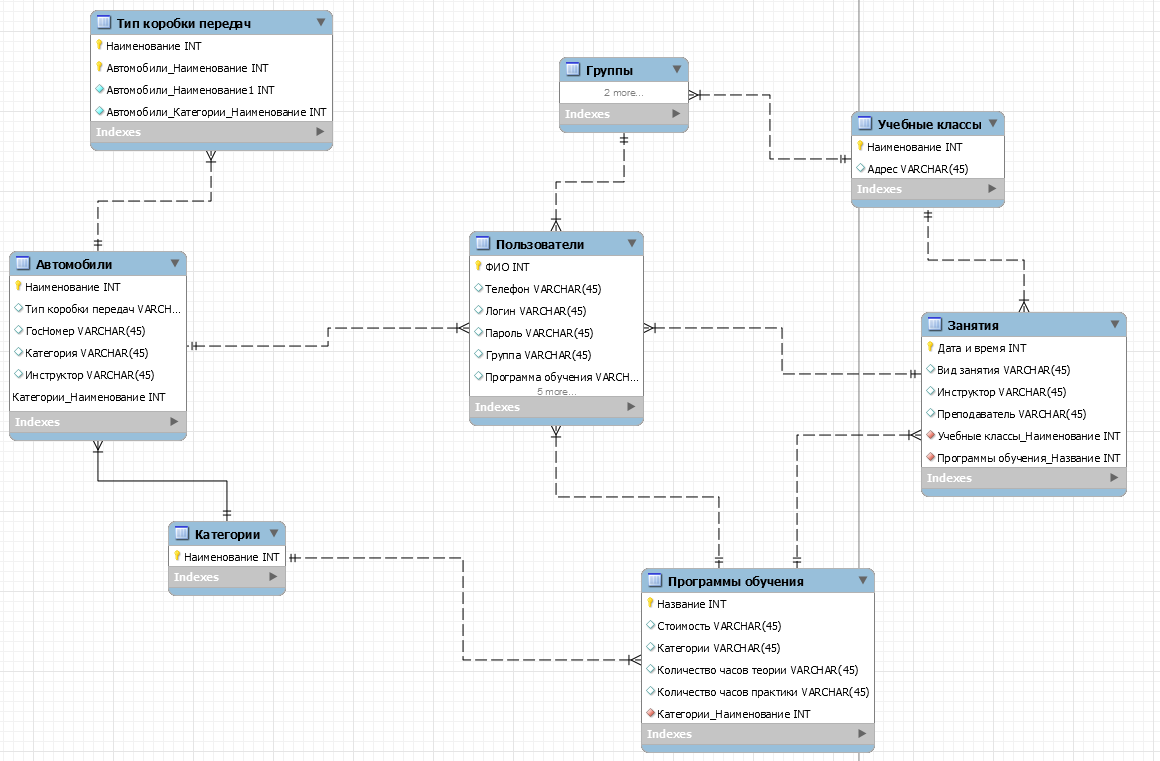 Тип коробки передач
Наименование INT
Автомобили_Наименование INT
Автомобили_Наименование1 INT
Автомобили_Категории_Наименование INT
Indexes
Группы
2 more...
Indexes
Учебные классы
Наименование INT
Адрес VARCHAR(45)
Indexes
Автомобили
Наименование INT
Тип коробки передач VARCH...
ГосНомер VARCHAR(45)
Категория VARCHAR(45)
Инструктор VARCHAR(45)
Категории_Наименование INT
Indexes
Пользователи
ФИО INT
Телефон VARCHAR(45)
Логин VARCHAR(45)
Пароль VARCHAR(45)
Группа VARCHAR(45)
Программа обучения VARCH...
5 more...
Indexes
Занятия
Дата и время INT
Вид занятия VARCHAR(45)
Инструктор VARCHAR(45)
Преподаватель VARCHAR(45)
Учебные классы_Наименование INT
Программы обучения_Название INT
Indexes
Категории
Наименование INT
Indexes
Программы обучения
Название INT
Стоимость VARCHAR(45)
Категории VARCHAR(45)
Количество часов теории VARCHAR(45)
Количество часов практики VARCHAR(45)
Категории_Наименование INT
Indexes